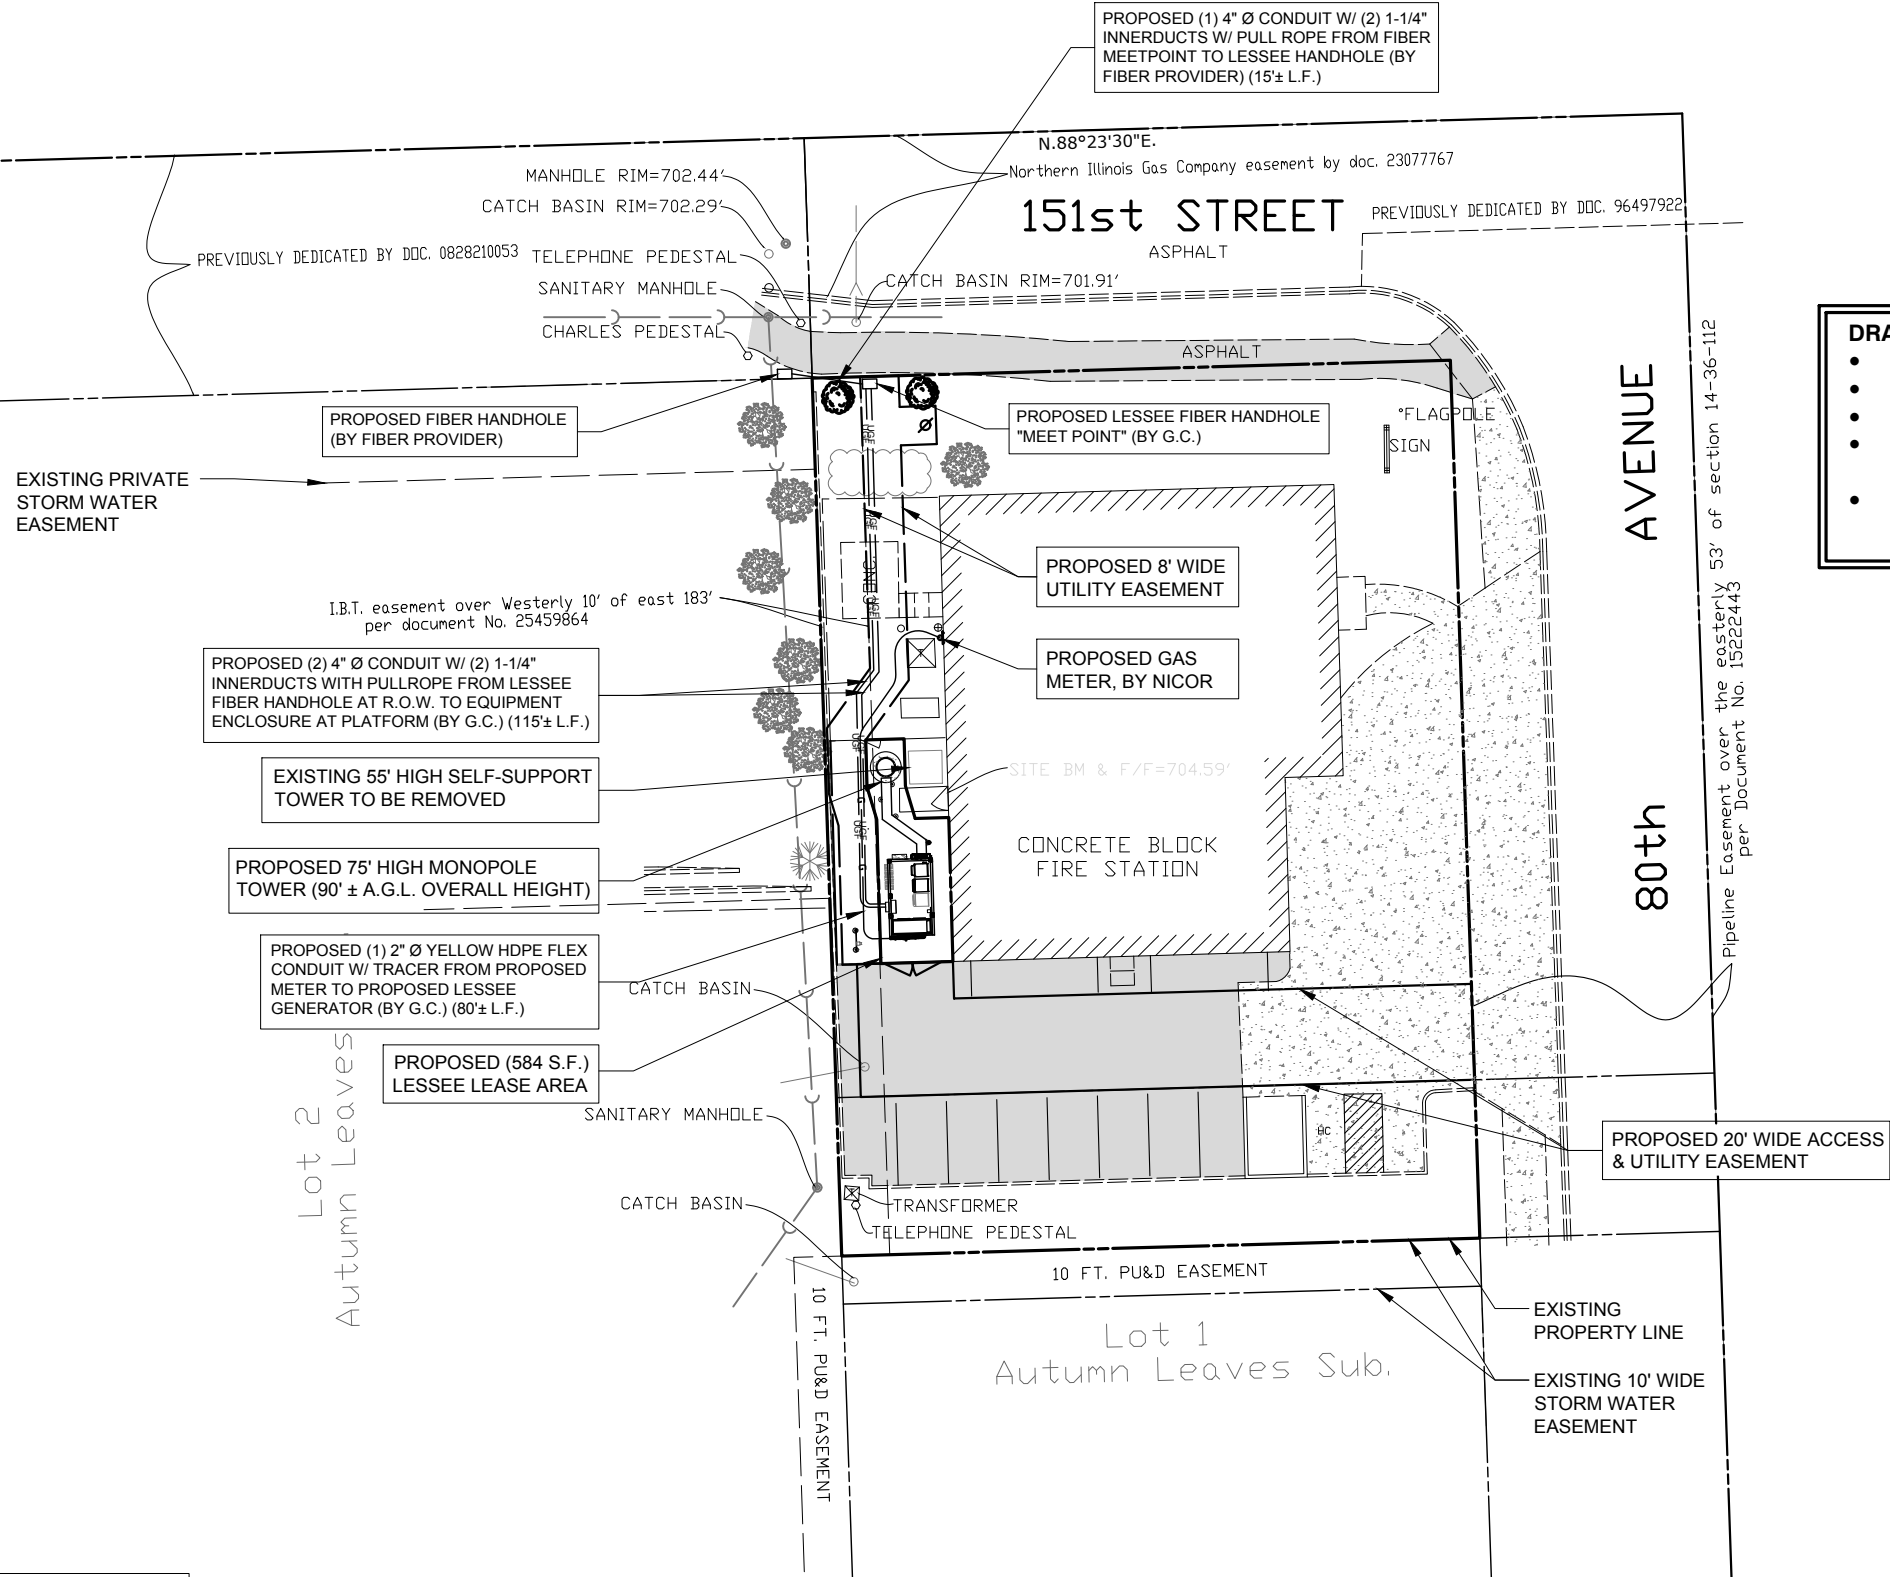 PROPOSED (1) 4" Ø CONDUIT W/ (2) 1-1/4"
INNERDUCTS W/ PULL ROPE FROM FIBER
MEETPOINT TO LESSEE HANDHOLE (BY
FIBER PROVIDER) (15'± L.F.)
N.88°23'30"E.
Northern Illinois Gas Company easement by doc. 23077767
MANHOLE RIM=702.44'
CATCH BASIN RIM=702.29'
151st STREET
PREVIOUSLY DEDICATED BY DOC. 96497922
ASPHALT
PREVIOUSLY DEDICATED BY DOC. 0828210053
TELEPHONE PEDESTAL
SANITARY MANHOLE
CATCH BASIN RIM=701.91'
CHARLES PEDESTAL
ASPHALT
DRA
PROPOSED FIBER HANDHOLE
(BY FIBER PROVIDER)
PROPOSED LESSEE FIBER HANDHOLE
"MEET POINT" (BY G.C.)
FLAGPOLE
SIGN
80th AVENUE
Pipeline Easement over the easterly 53' of section 14-36-112
per Document No. 15222443
EXISTING PRIVATE
STORM WATER
EASEMENT
UGF
UGF
UGF
CONC.
UGF
PROPOSED 8' WIDE
UTILITY EASEMENT
I.B.T. easement over Westerly 10' of east 183'
per document No. 25459864
PROPOSED GAS
METER, BY NICOR
PROPOSED (2) 4" Ø CONDUIT W/ (2) 1-1/4"
INNERDUCTS WITH PULLROPE FROM LESSEE
FIBER HANDHOLE AT R.O.W. TO EQUIPMENT
ENCLOSURE AT PLATFORM (BY G.C.) (115'± L.F.)
T
UGF
UGF
EXISTING 55' HIGH SELF-SUPPORT
TOWER TO BE REMOVED
SITE BM & F/F=704.59'
G
UGF
UGF
G
PROPOSED 75' HIGH MONOPOLE
TOWER (90' ± A.G.L. OVERALL HEIGHT)
CONCRETE BLOCK
FIRE STATION
PROPOSED (1) 2" Ø YELLOW HDPE FLEX
CONDUIT W/ TRACER FROM PROPOSED
METER TO PROPOSED LESSEE
GENERATOR (BY G.C.) (80'± L.F.)
CATCH BASIN
PROPOSED (584 S.F.)
LESSEE LEASE AREA
SANITARY MANHOLE
HC
PROPOSED 20' WIDE ACCESS
& UTILITY EASEMENT
Lot 2
Autumn Leaves
CATCH BASIN
T
TRANSFORMER
TELEPHONE PEDESTAL
10 FT. PU&D EASEMENT
10 FT. PU&D EASEMENT
Lot 1
Autumn Leaves Sub.
EXISTING
PROPERTY LINE
EXISTING 10' WIDE
STORM WATER
EASEMENT